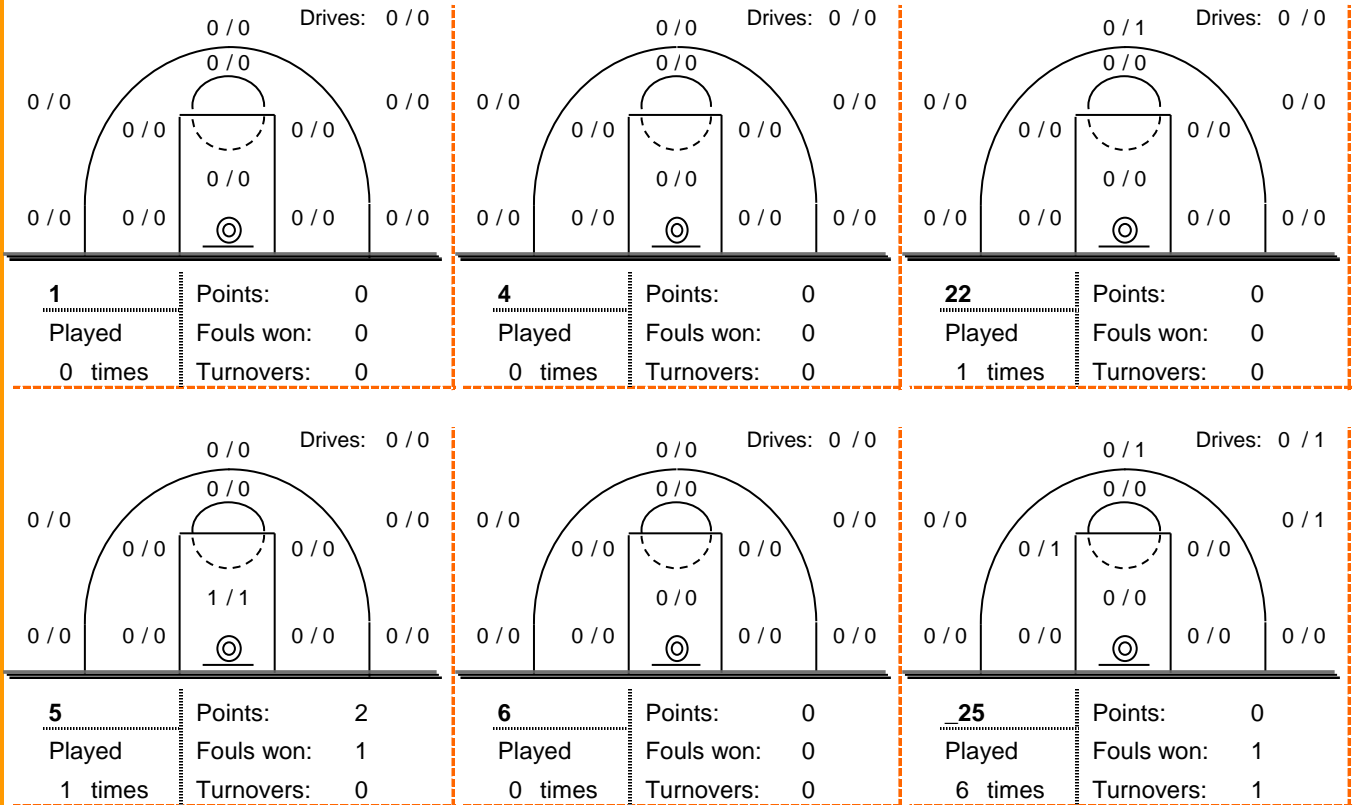 0 / 0 Drives: 0 / 0
0 / 0
0 / 0 0 / 0
0 / 0 0 / 0
0 / 0
0 / 0 0 / 0 0 / 0 0 / 0
1 Points: 0
Played Fouls won: 0
0 times Turnovers: 0
0 / 0 Drives: 0 / 0
0 / 0
0 / 0 0 / 0
0 / 0 0 / 0
0 / 0
0 / 0 0 / 0 0 / 0 0 / 0
4 Points: 0
Played Fouls won: 0
0 times Turnovers: 0
0 / 1 Drives: 0 / 0
0 / 0
0 / 0 0 / 0
0 / 0 0 / 0
0 / 0
0 / 0 0 / 0 0 / 0 0 / 0
22 Points: 0
Played Fouls won: 0
1 times Turnovers: 0
0 / 0 Drives: 0 / 0
0 / 0
0 / 0 0 / 0
0 / 0 0 / 0
1 / 1
0 / 0 0 / 0 0 / 0 0 / 0
5 Points: 2
Played Fouls won: 1
1 times Turnovers: 0
0 / 0 Drives: 0 / 0
0 / 0
0 / 0 0 / 0
0 / 0 0 / 0
0 / 0
0 / 0 0 / 0 0 / 0 0 / 0
6 Points: 0
Played Fouls won: 0
0 times Turnovers: 0
0 / 1 Drives: 0 / 1
0 / 0
0 / 0 0 / 1
0 / 1 0 / 0
0 / 0
0 / 0 0 / 0 0 / 0 0 / 0
_25 Points: 0
Played Fouls won: 1
6 times Turnovers: 1